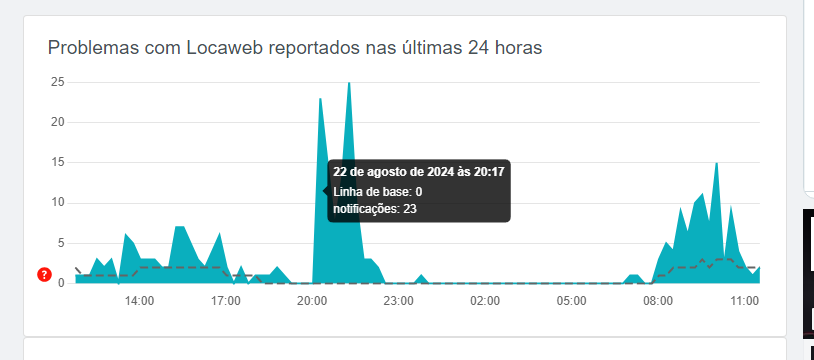 Problemas com Locaweb reportados nas últimas 24 horas
25
20
15
10
5
0
22 de agosto de 2024 às 20:17
Linha de base: 0
notificações: 23
?
14:00 17:00 20:00 23:00 02:00 05:00 08:00 11:00